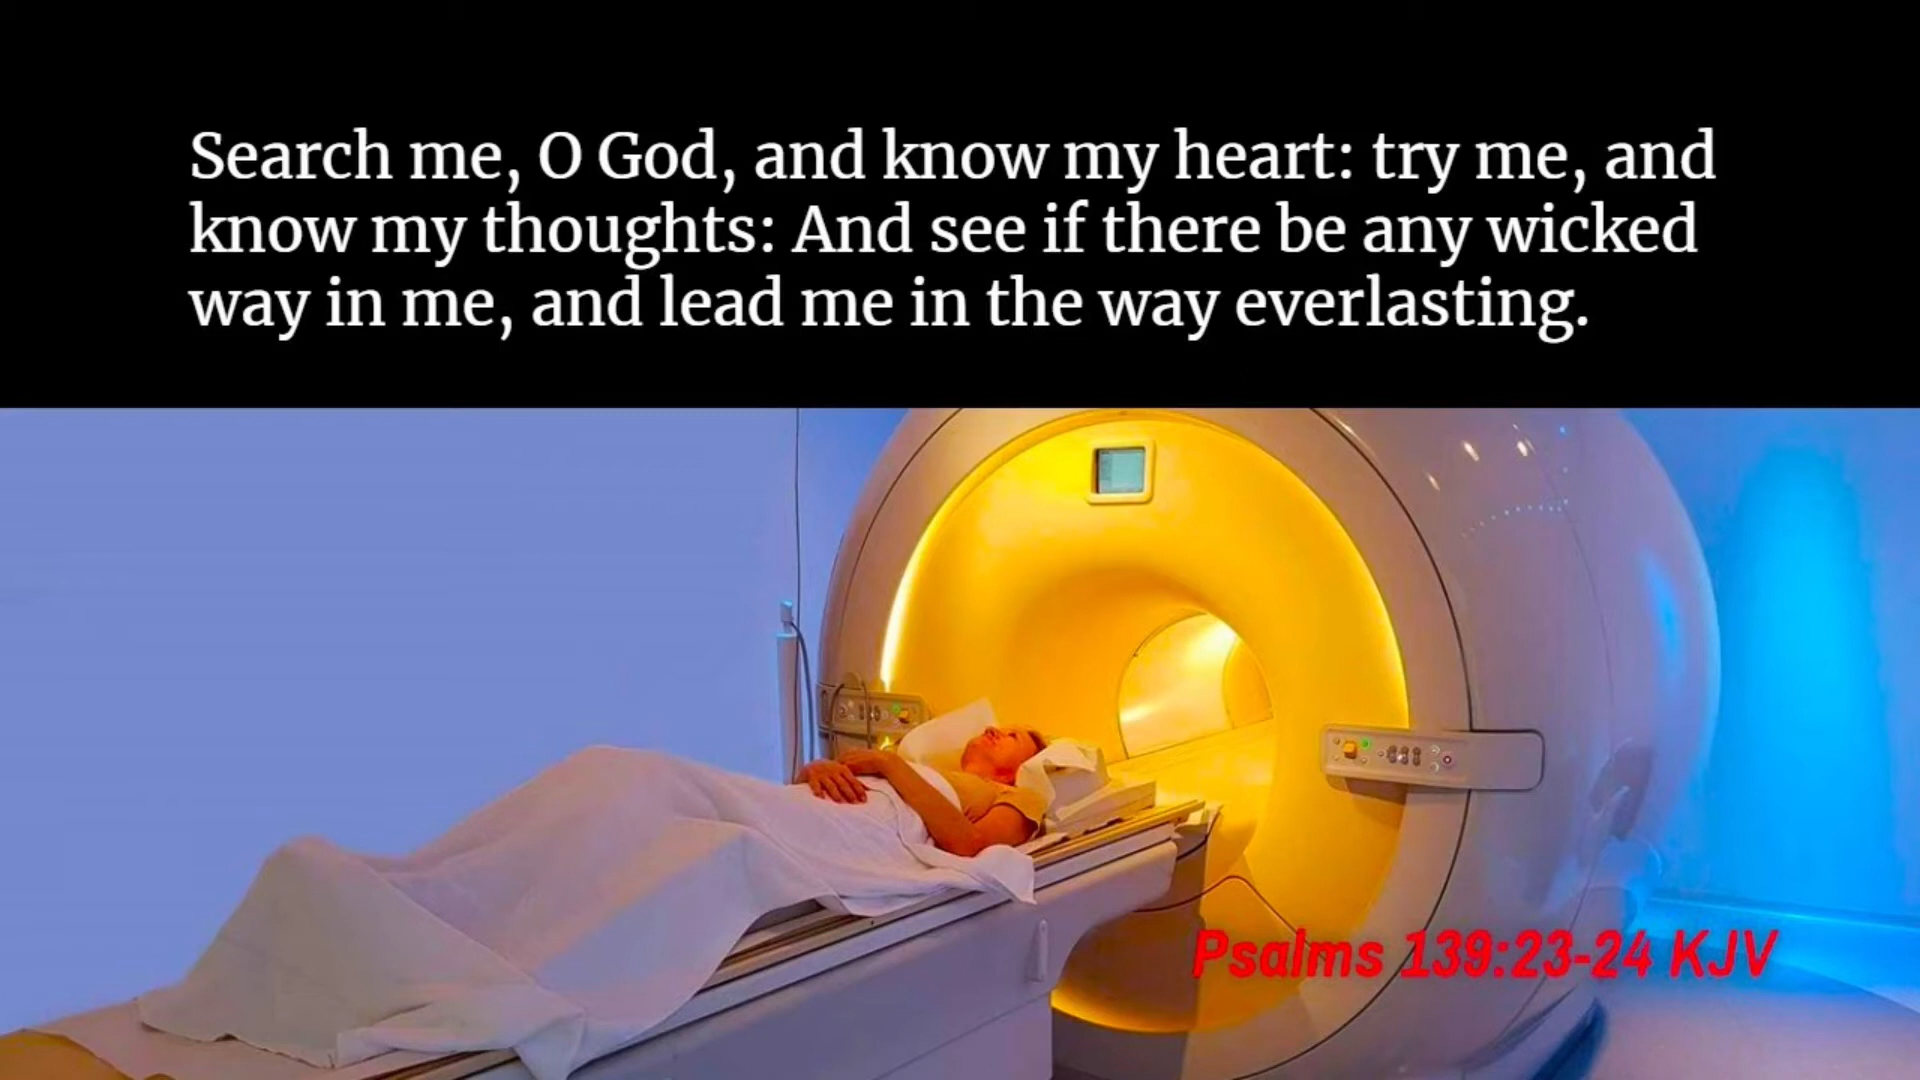 Search me, O God, and know my heart: try me, and
know my thoughts: And see if there be any wicked
way in me, and lead me in the way everlasting.
Psalms 139:23-24 KJV